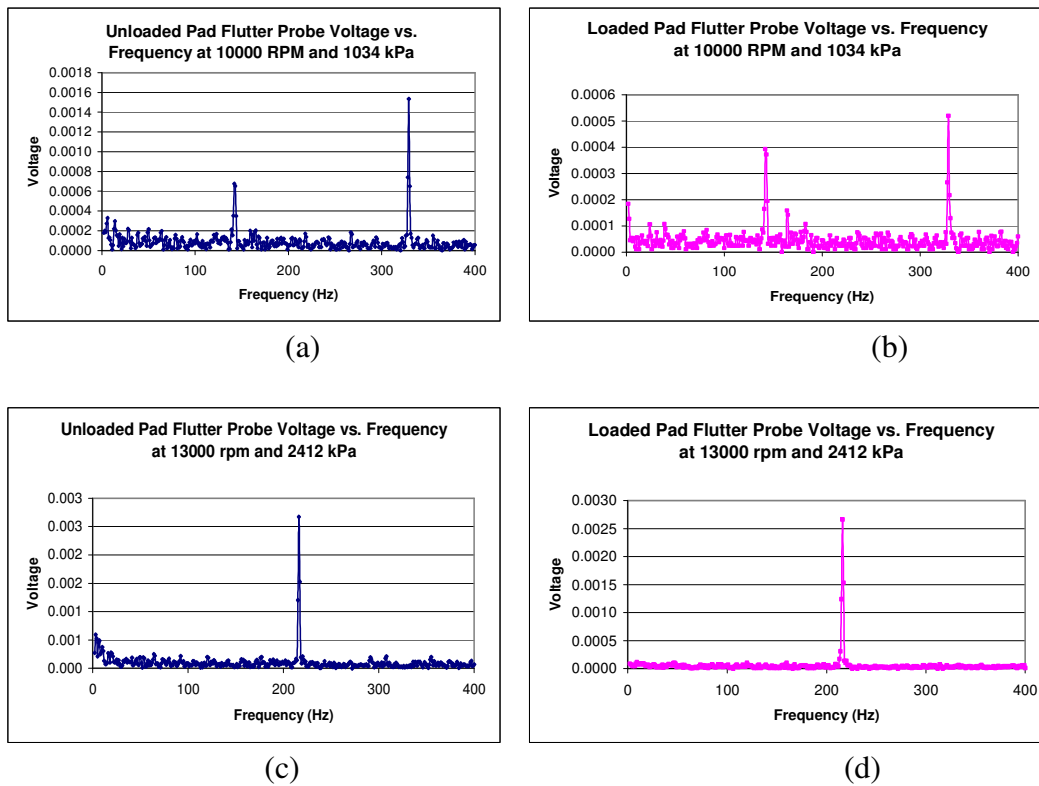 Unloaded Pad Flutter Probe Voltage vs.
Frequency at 10000 RPM and 1034 kPa
0.0018
0.0016
0.0014
0.0012
0.0010
0.0008
0.0006
0.0004
0.0002
0.0000
Voltage
0 100 200 300 400
Frequency (Hz)
(a)
Loaded Pad Flutter Probe Voltage vs. Frequency
at 10000 RPM and 1034 kPa
0.0006
0.0005
0.0004
0.0003
0.0002
0.0001
0.0000
Voltage
0 100 200 300 400
Frequency (Hz)
(b)
Unloaded Pad Flutter Probe Voltage vs. Frequency
at 13000 rpm and 2412 kPa
0.003
0.003
0.002
0.002
0.001
0.001
0.000
Voltage
0 100 200 300 400
Frequency (Hz)
(c)
Loaded Pad Flutter Probe Voltage vs. Frequency
at 13000 rpm and 2412 kPa
0.0030
0.0025
0.0020
0.0015
0.0010
0.0005
0.0000
Voltage
0 100 200 300 400
Frequency (Hz)
(d)